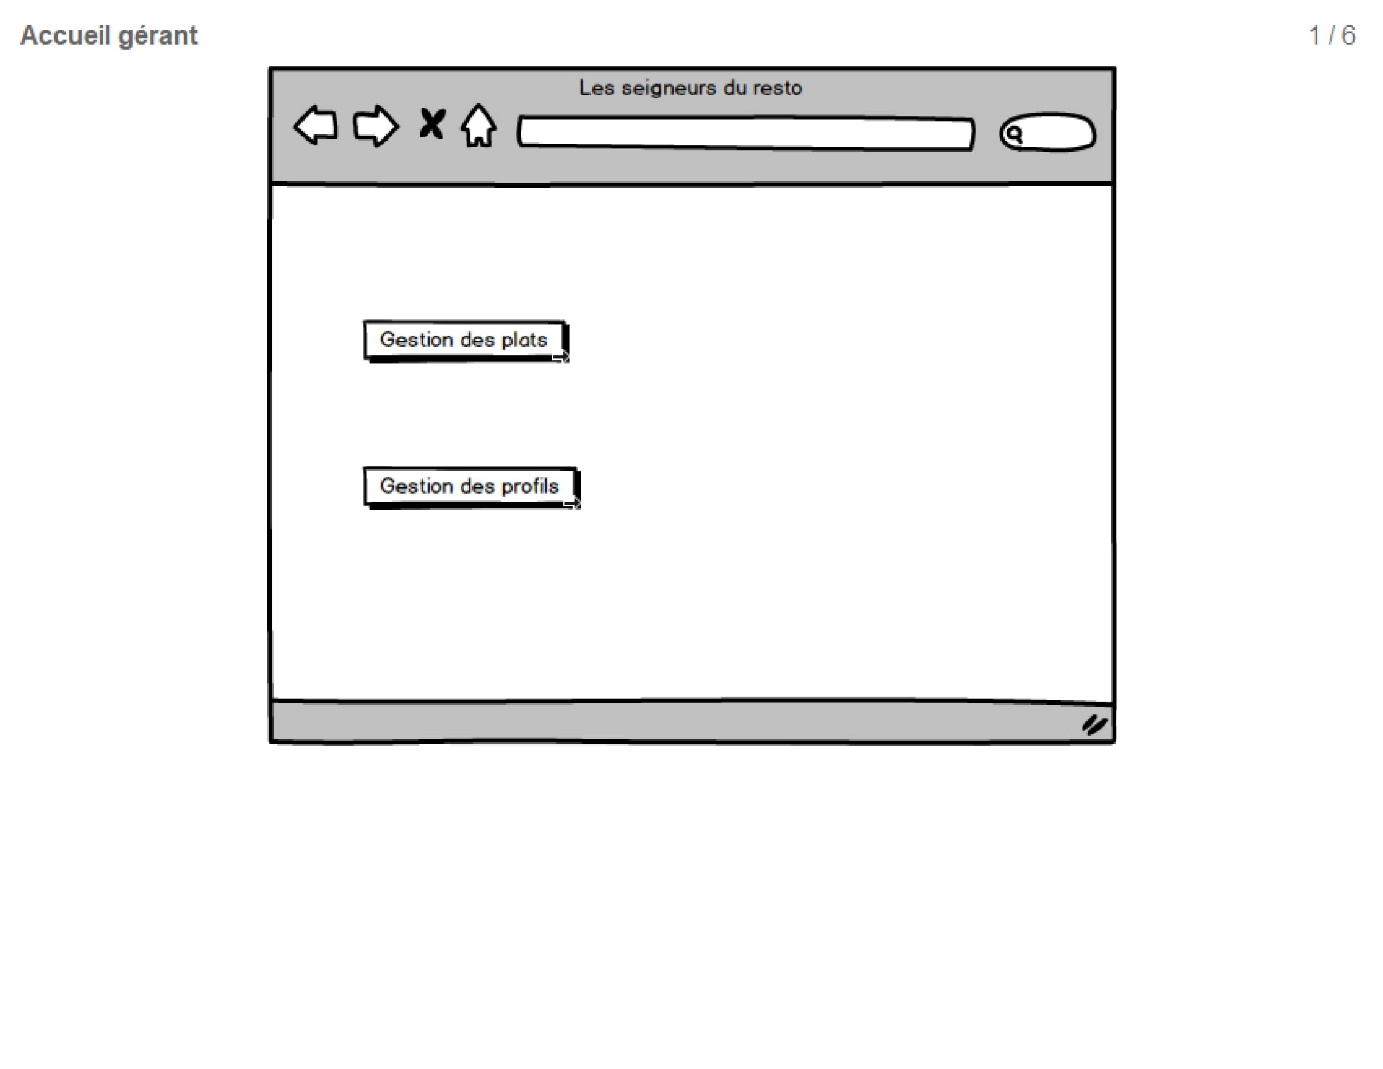 Accueil gérant
1 / 6
Les seigneurs du resto
Gestion des plats
Gestion des profils